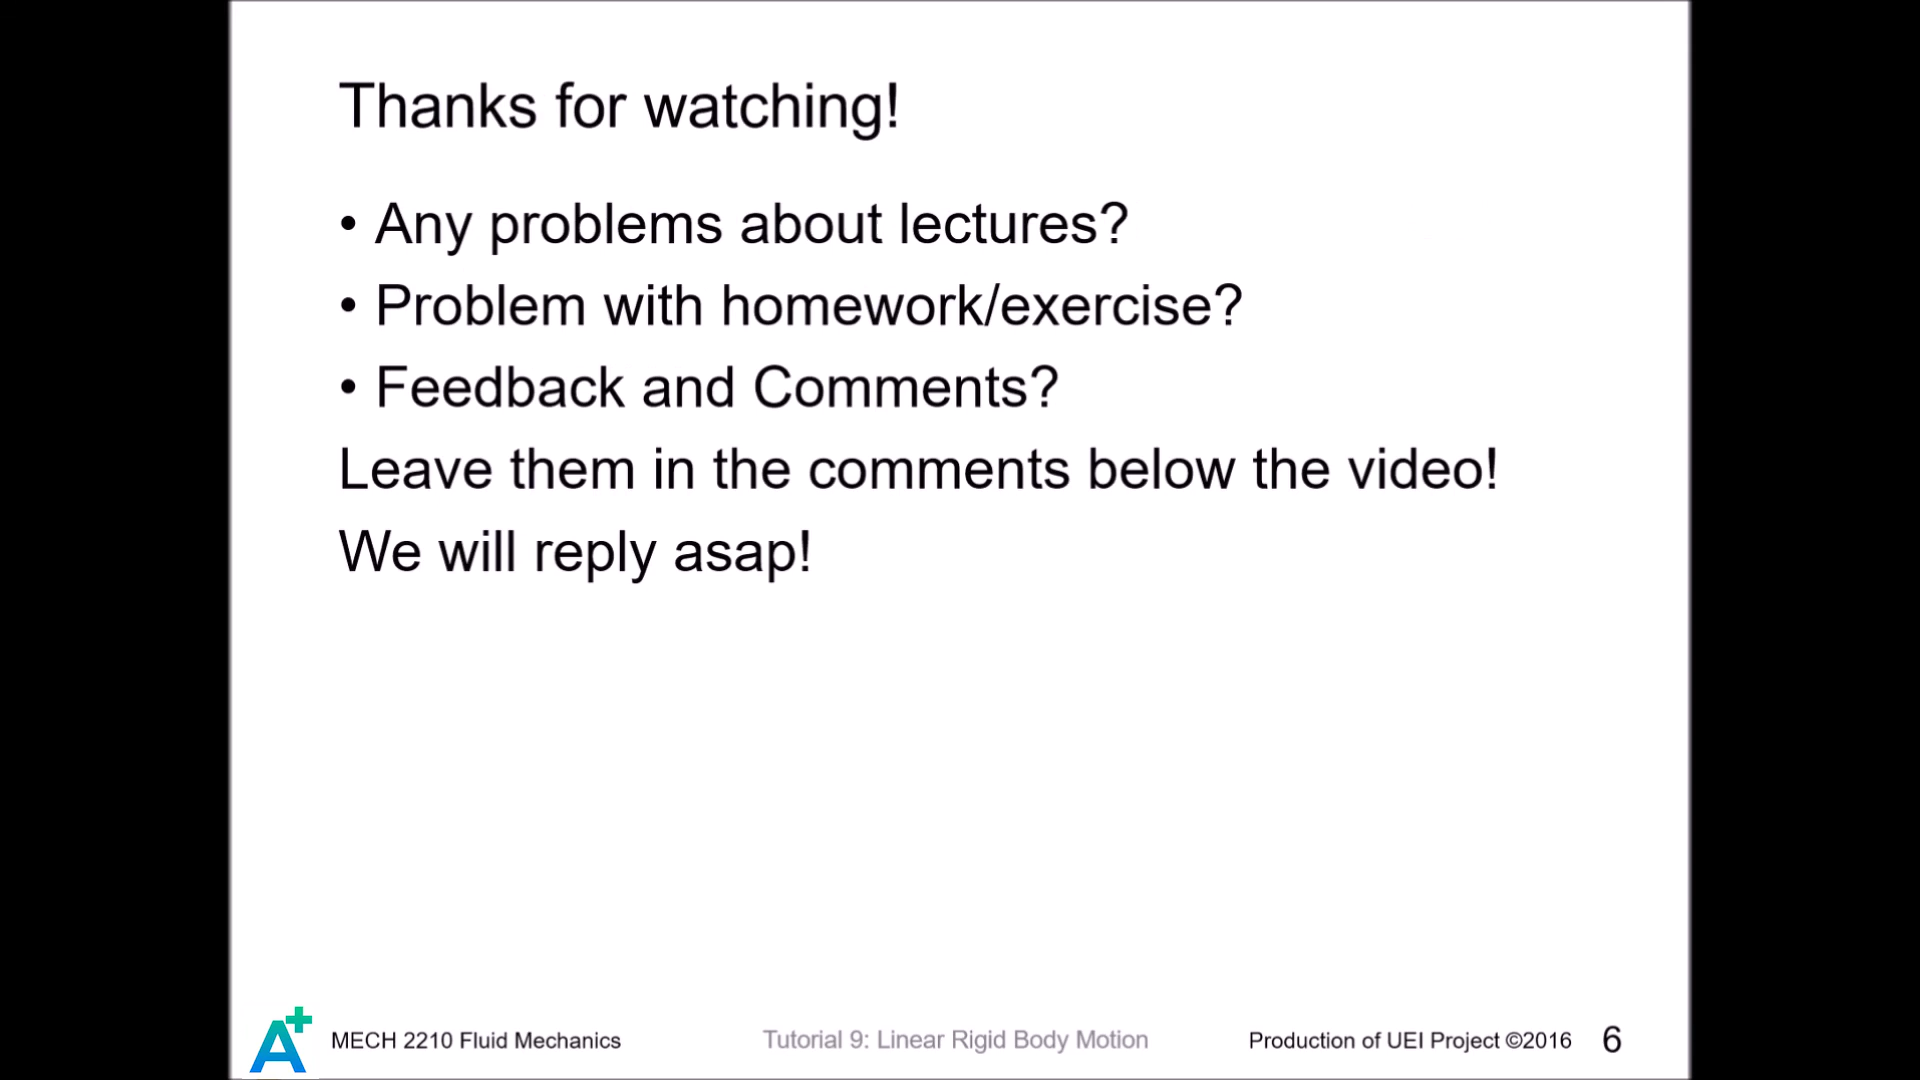 Thanks for watching!
• Any problems about lectures?
• Problem with homework/exercise?
• Feedback and Comments?
Leave them in the comments below the video!
We will reply asap!
A+ MECH 2210 Fluid Mechanics Tutorial 9: Linear Rigid Body Motion Production of UEI Project ©2016 6